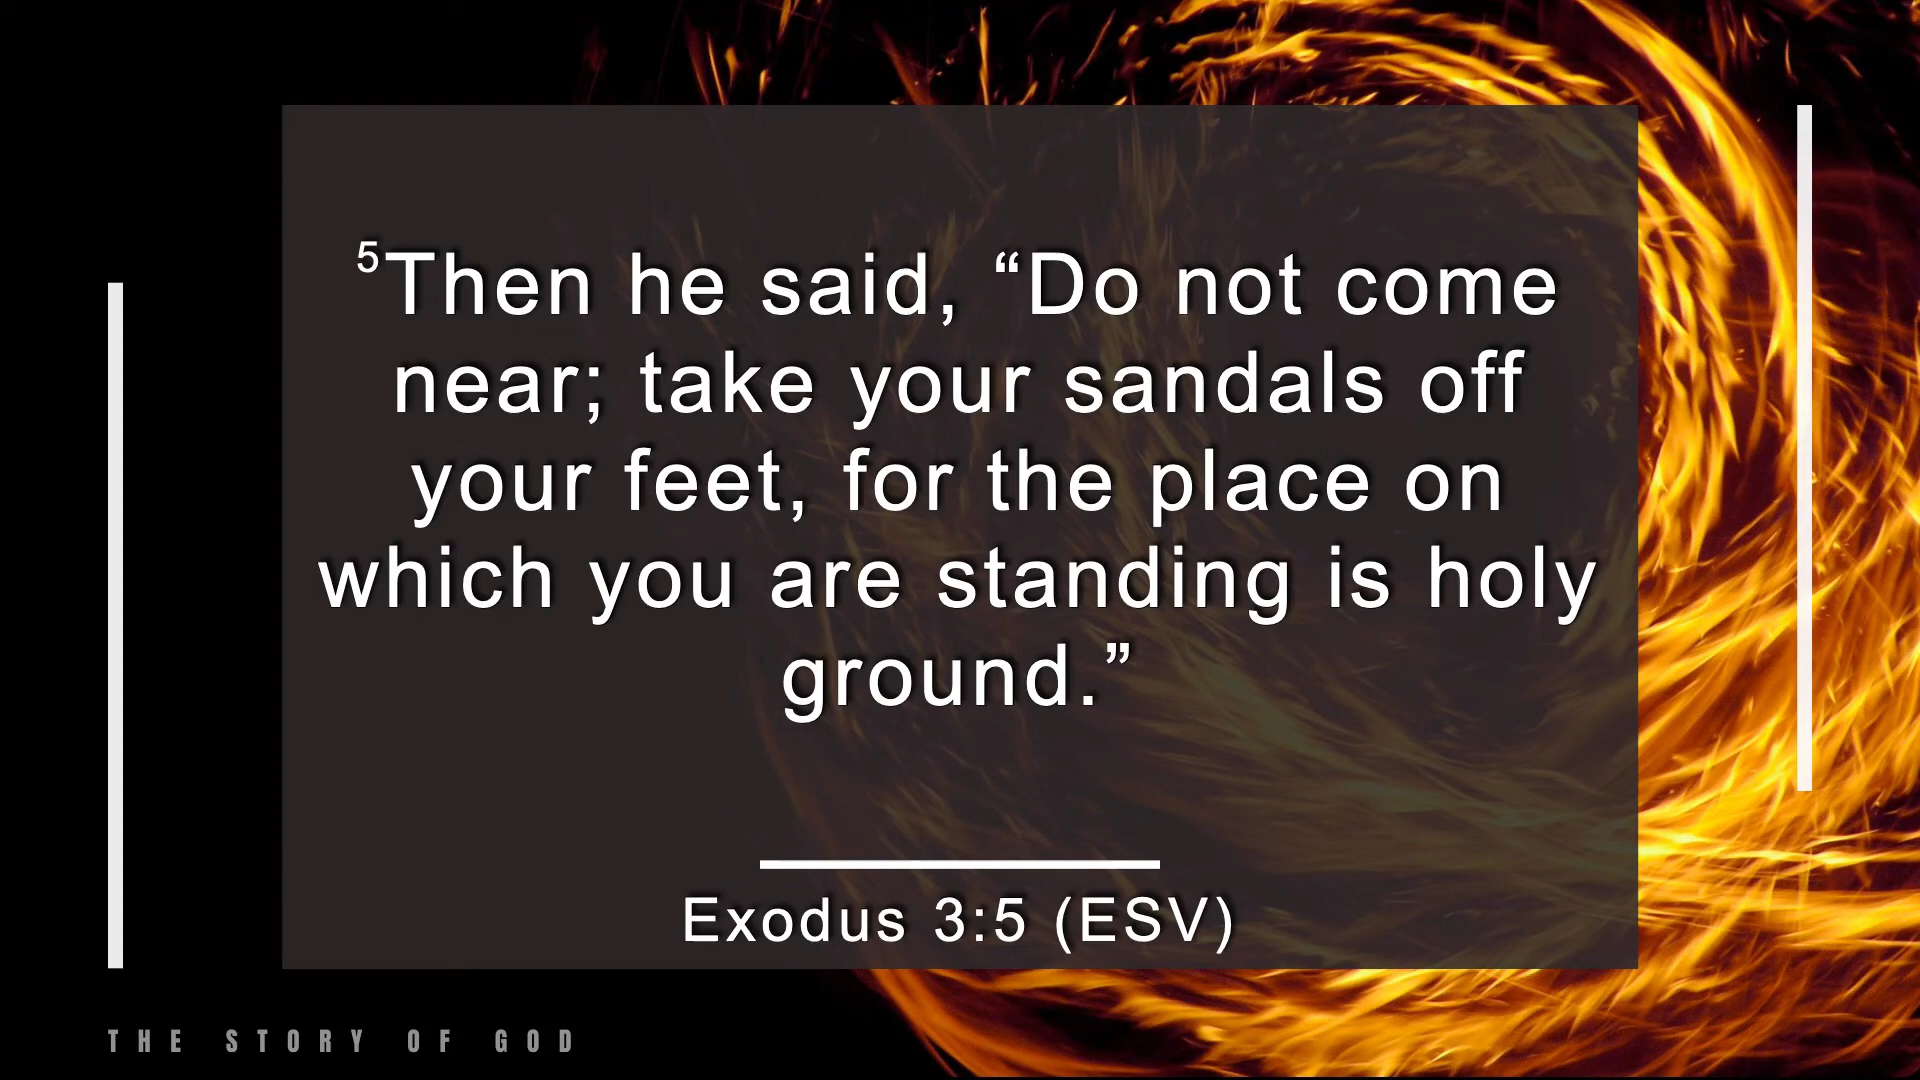 ⁵Then he said, “Do not come
near; take your sandals off
your feet, for the place on
which you are standing is holy
ground.”
Exodus 3:5 (ESV)
THE STORY OF GOD